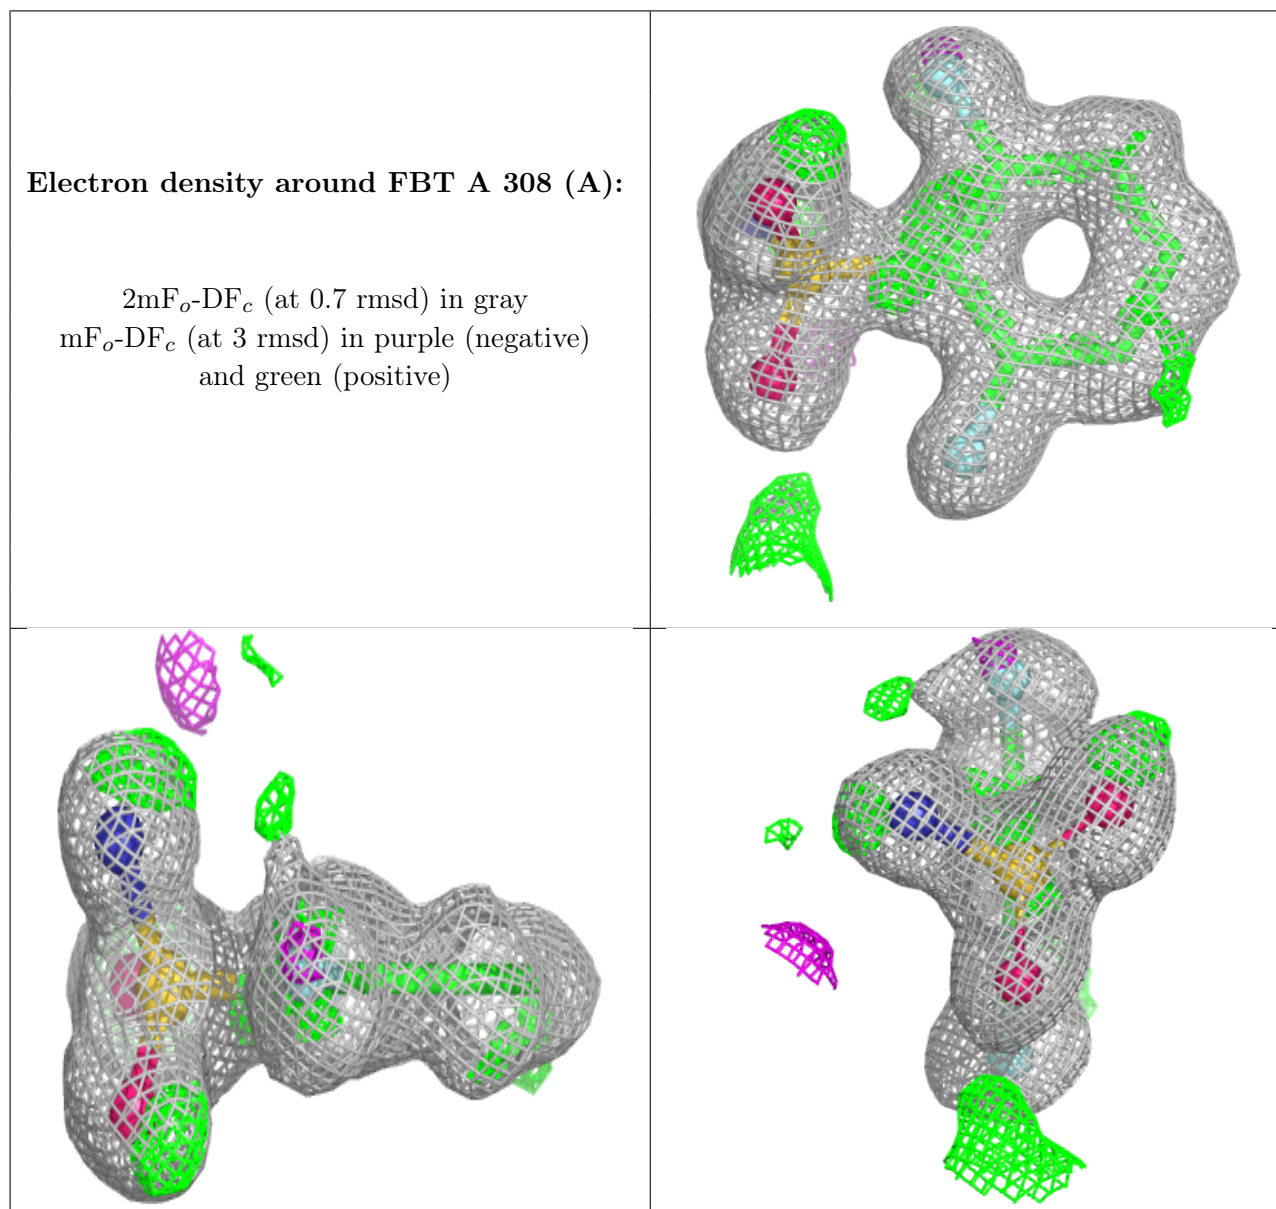 Electron density around FBT A 308 (A):
2mFo-DFc (at 0.7 rmsd) in gray
mFo-DFc (at 3 rmsd) in purple (negative)
and green (positive)